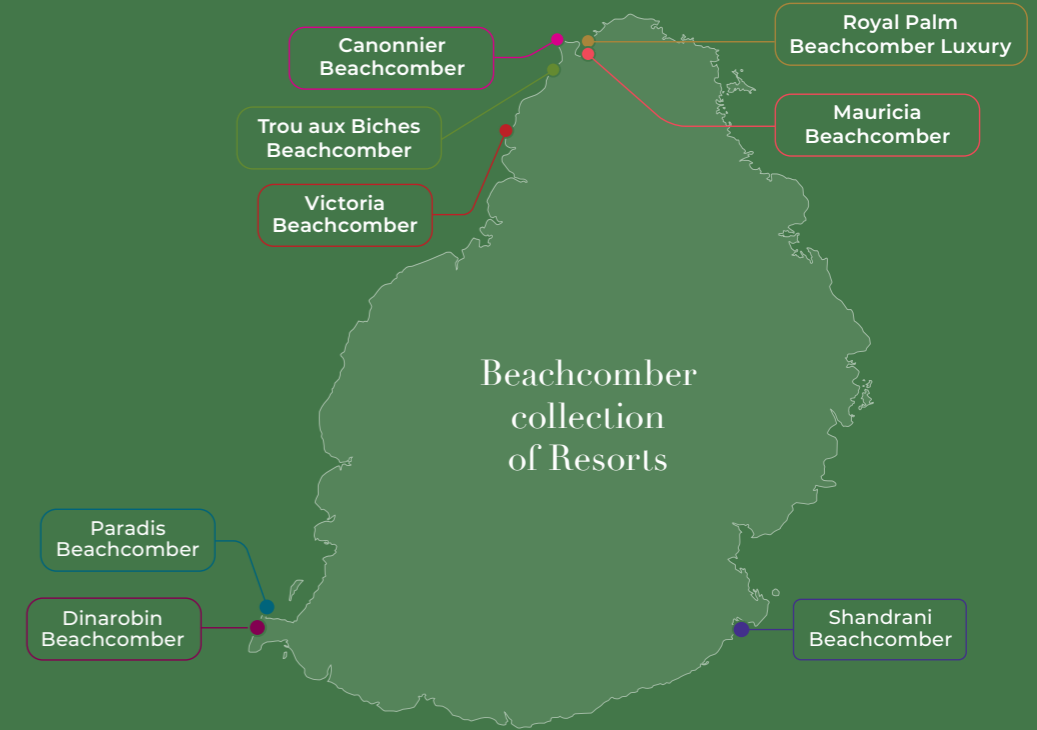 Canonnier
Beachcomber
Royal Palm
Beachcomber Luxury
Trou aux Biches
Beachcomber
Mauricia
Beachcomber
Victoria
Beachcomber
Beachcomber
collection
of Resorts
Paradis
Beachcomber
Dinarobin
Beachcomber
Shandrani
Beachcomber